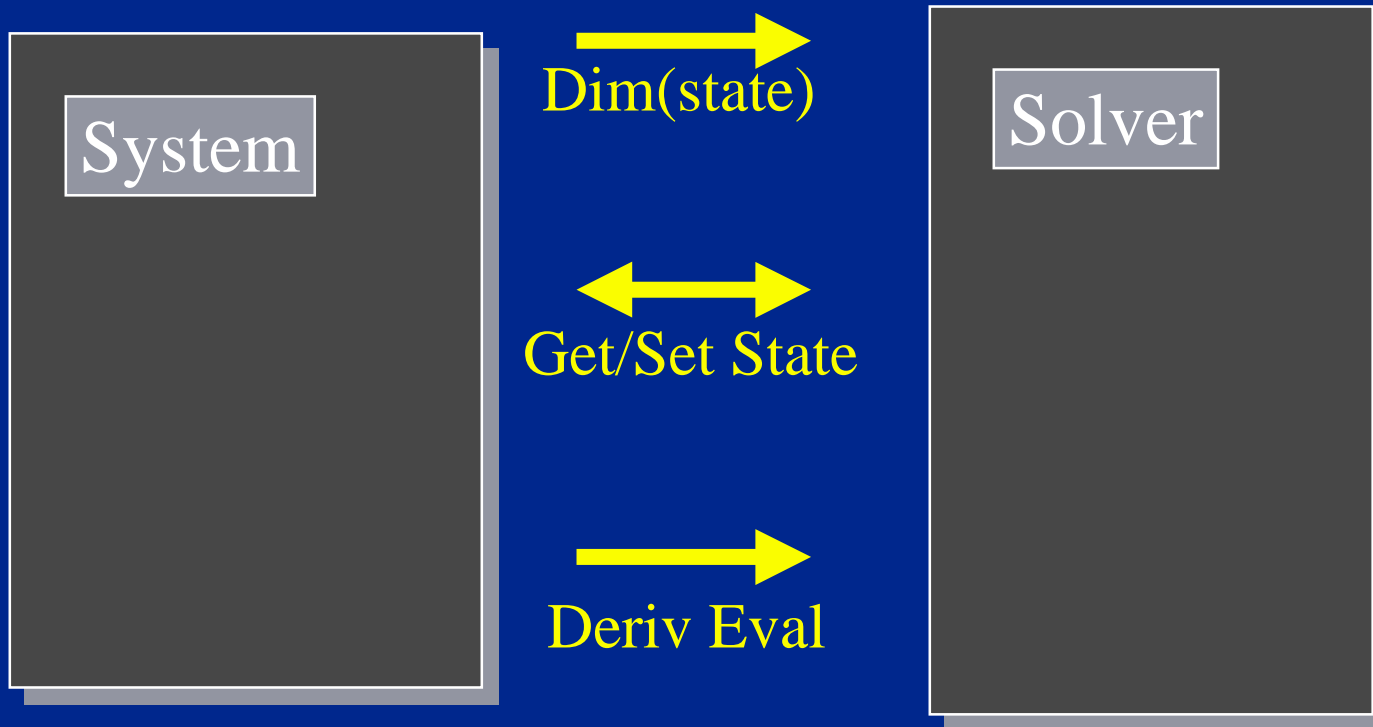 System
Dim(state)
Get/Set State
Deriv Eval
Solver